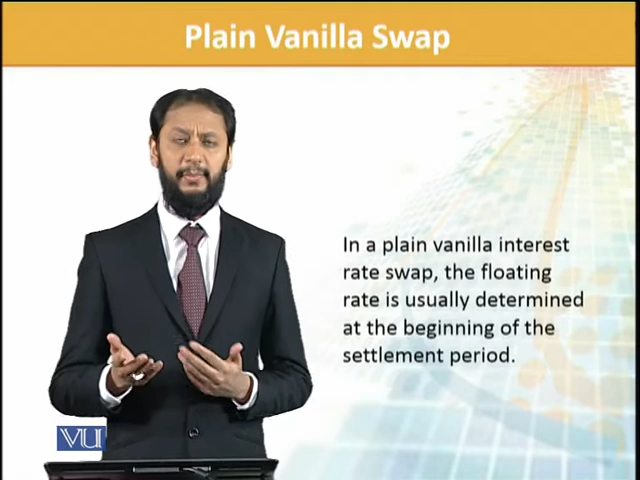 Plain Vanilla Swap
In a plain vanilla interest
rate swap, the floating
rate is usually determined
at the beginning of the
settlement period.
VU